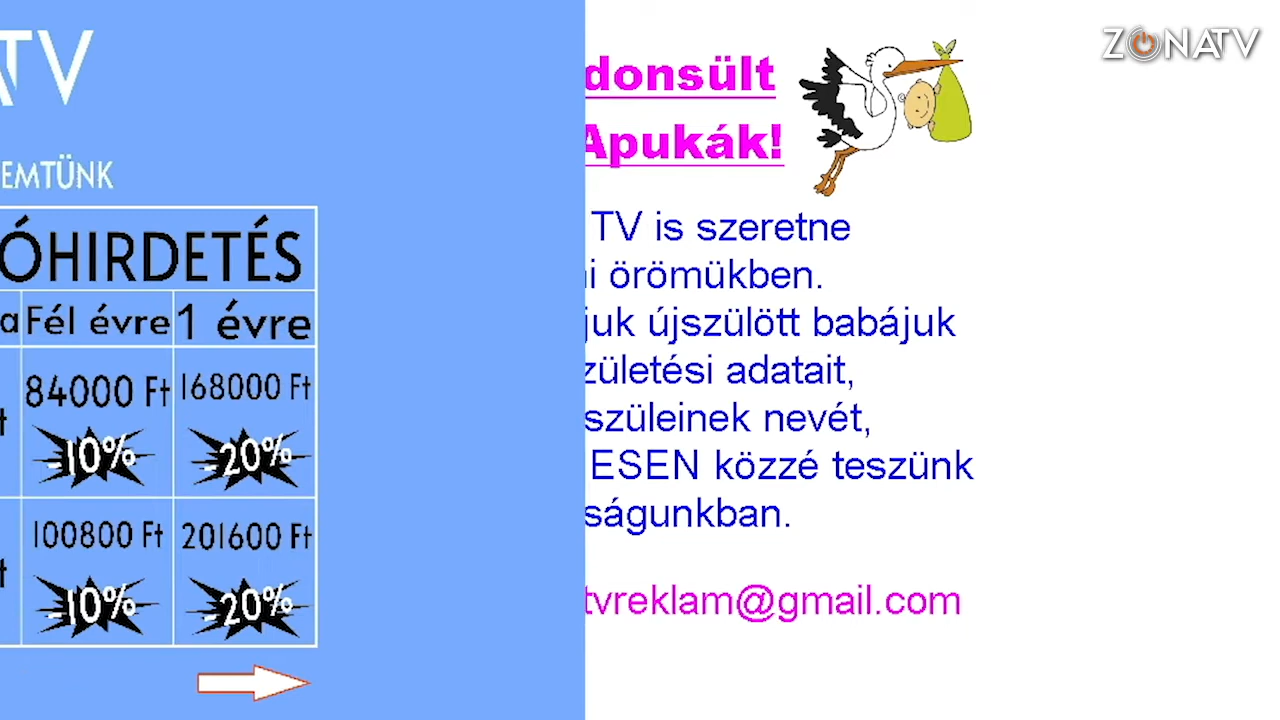 TV
EMTÜNK
ÓHIRDETÉS
a Fél évre 1 évre
84000 Ft 168000 Ft
-10% -20%
100800 Ft 201600 Ft
-10% -20%
ZONATV
donsült
Apukák!
TV is szeretne
i örömükben.
juk újszülött babájuk
zületési adatait,
szüleinek nevét,
ESEN közzé teszünk
ságunkban.
tvreklam@gmail.com